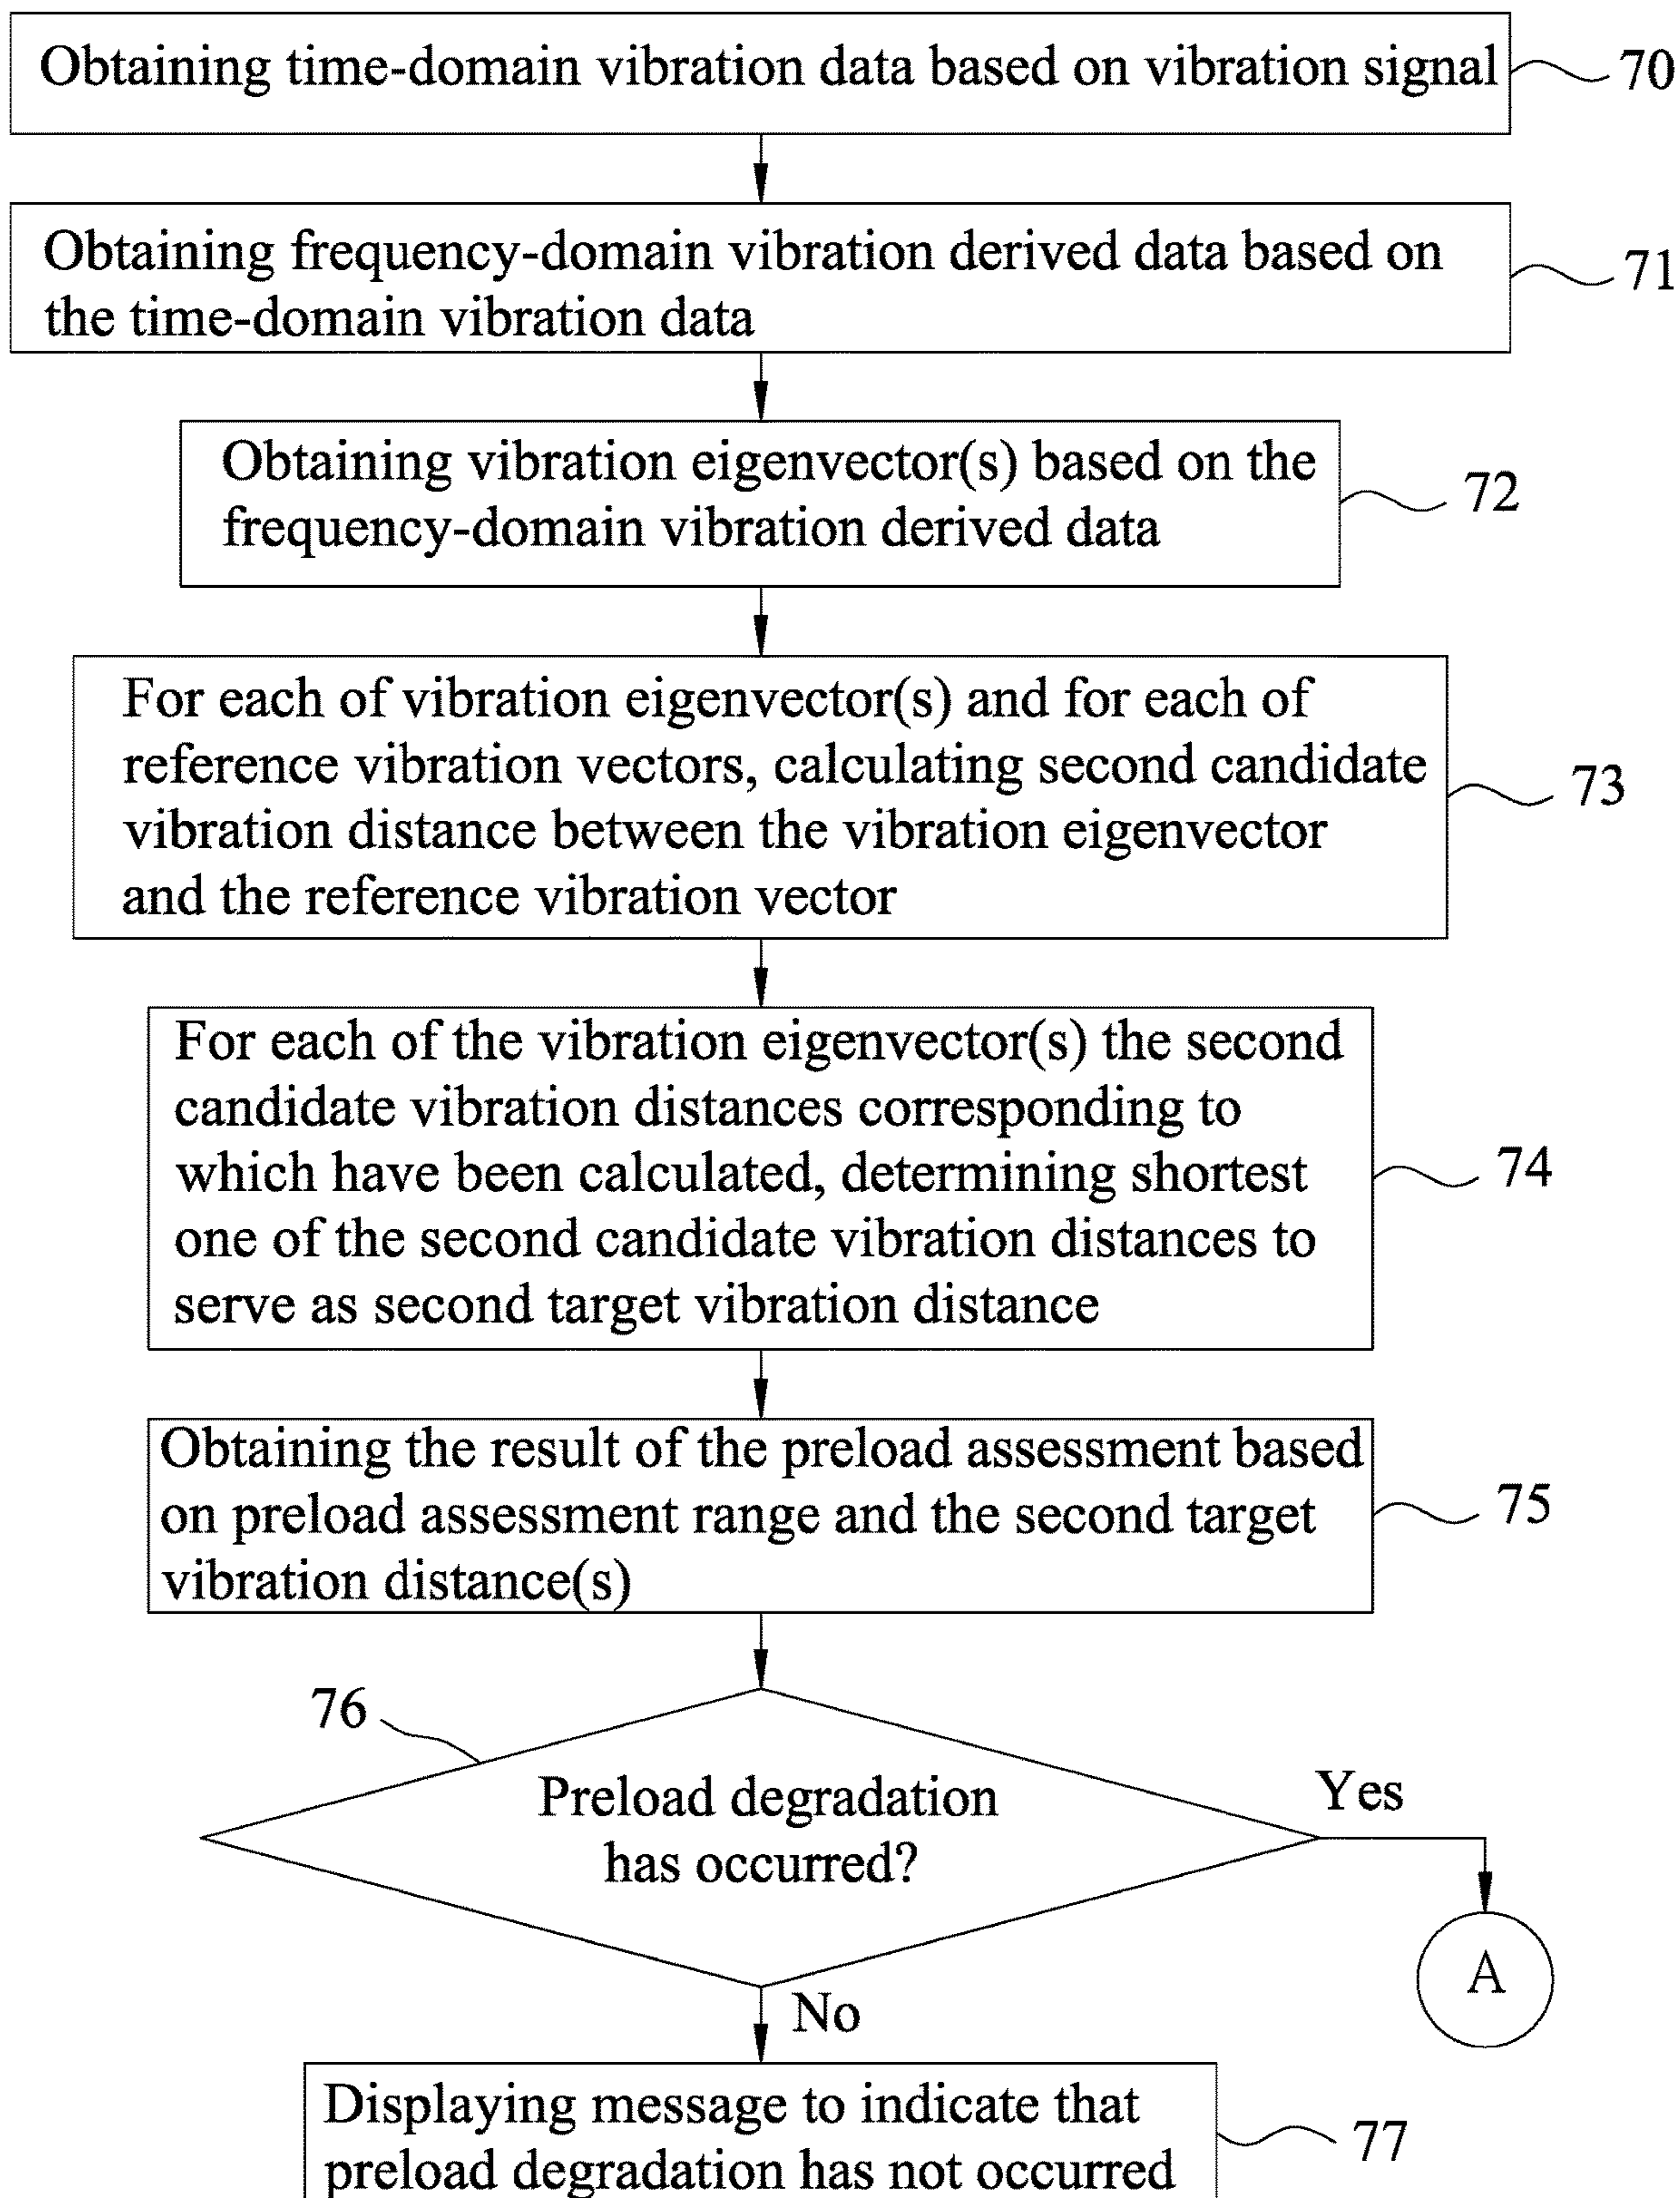 Obtaining time-domain vibration data based on vibration signal
70
Obtaining frequency-domain vibration derived data based on
the time-domain vibration data
71
Obtaining vibration eigenvector(s) based on the
frequency-domain vibration derived data
72
For each of vibration eigenvector(s) and for each of
reference vibration vectors, calculating second candidate
vibration distance between the vibration eigenvector
and the reference vibration vector
73
For each of the vibration eigenvector(s) the second
candidate vibration distances corresponding to
which have been calculated, determining shortest
one of the second candidate vibration distances to
serve as second target vibration distance
74
Obtaining the result of the preload assessment based
on preload assessment range and the second target
vibration distance(s)
75
76
Preload degradation
has occurred?
Yes
A
No
Displaying message to indicate that
preload degradation has not occurred
77